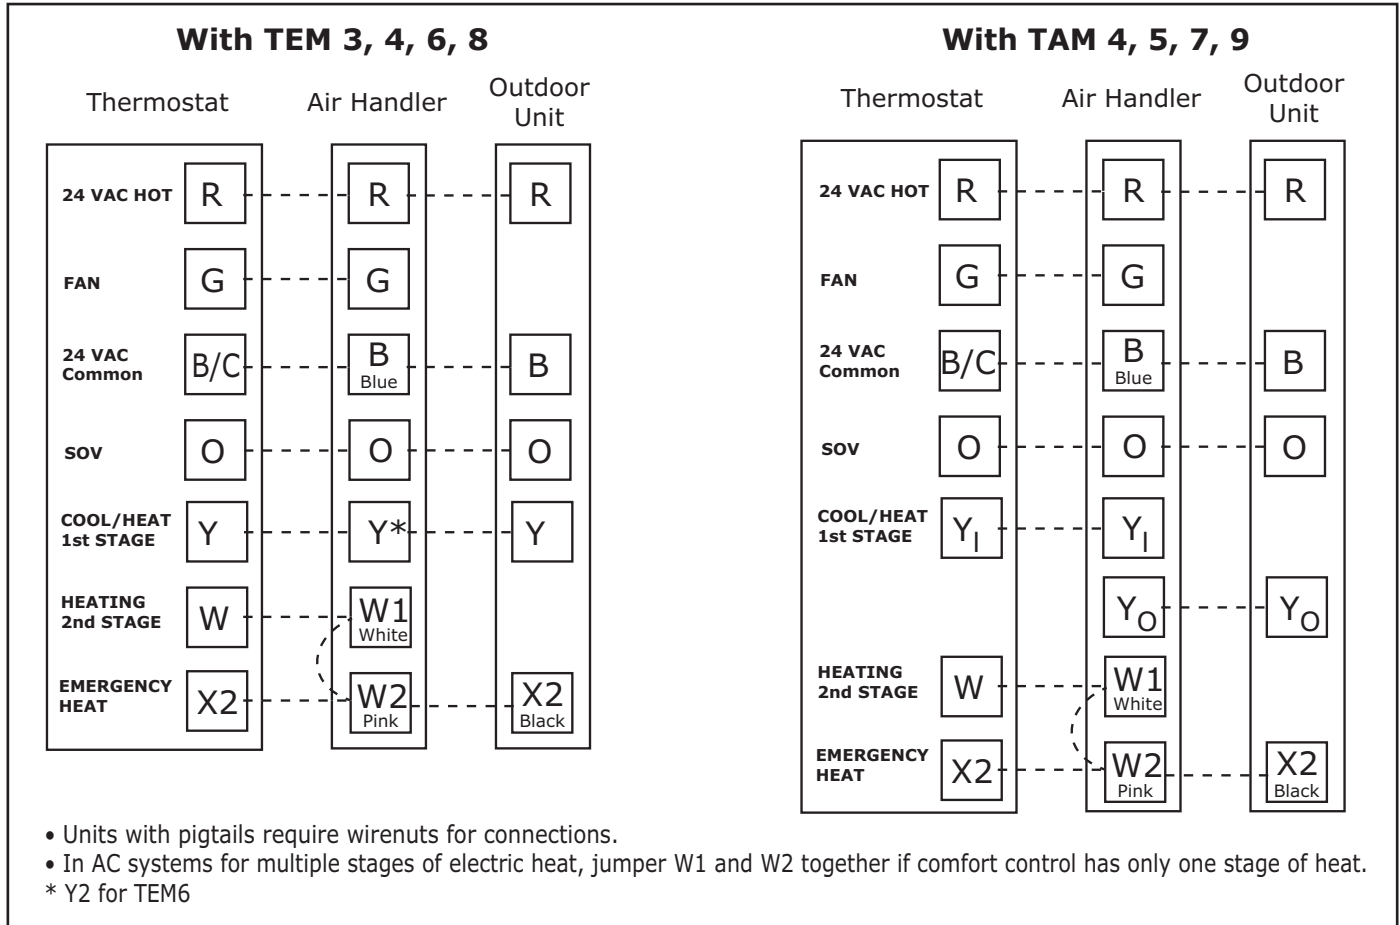 With TEM 3, 4, 6, 8
Thermostat
Air Handler
Outdoor
Unit
24 VAC HOT R R R
FAN G G
24 VAC
Common
B/C B B
Blue
SOV O O O
COOL/HEAT
1st STAGE
Y Y* Y
HEATING
2nd STAGE
W W1
White
EMERGENCY
HEAT
X2 W2 X2
Pink Black
With TAM 4, 5, 7, 9
Thermostat
Air Handler
Outdoor
Unit
24 VAC HOT R R R
FAN G G
24 VAC
Common
B/C B B
Blue
SOV O O O
COOL/HEAT
1st STAGE
YI YI
YO YO
HEATING
2nd STAGE
W W1
White
EMERGENCY
HEAT
X2 W2 X2
Pink Black
• Units with pigtails require wirenuts for connections.
• In AC systems for multiple stages of electric heat, jumper W1 and W2 together if comfort control has only one stage of heat.
* Y2 for TEM6